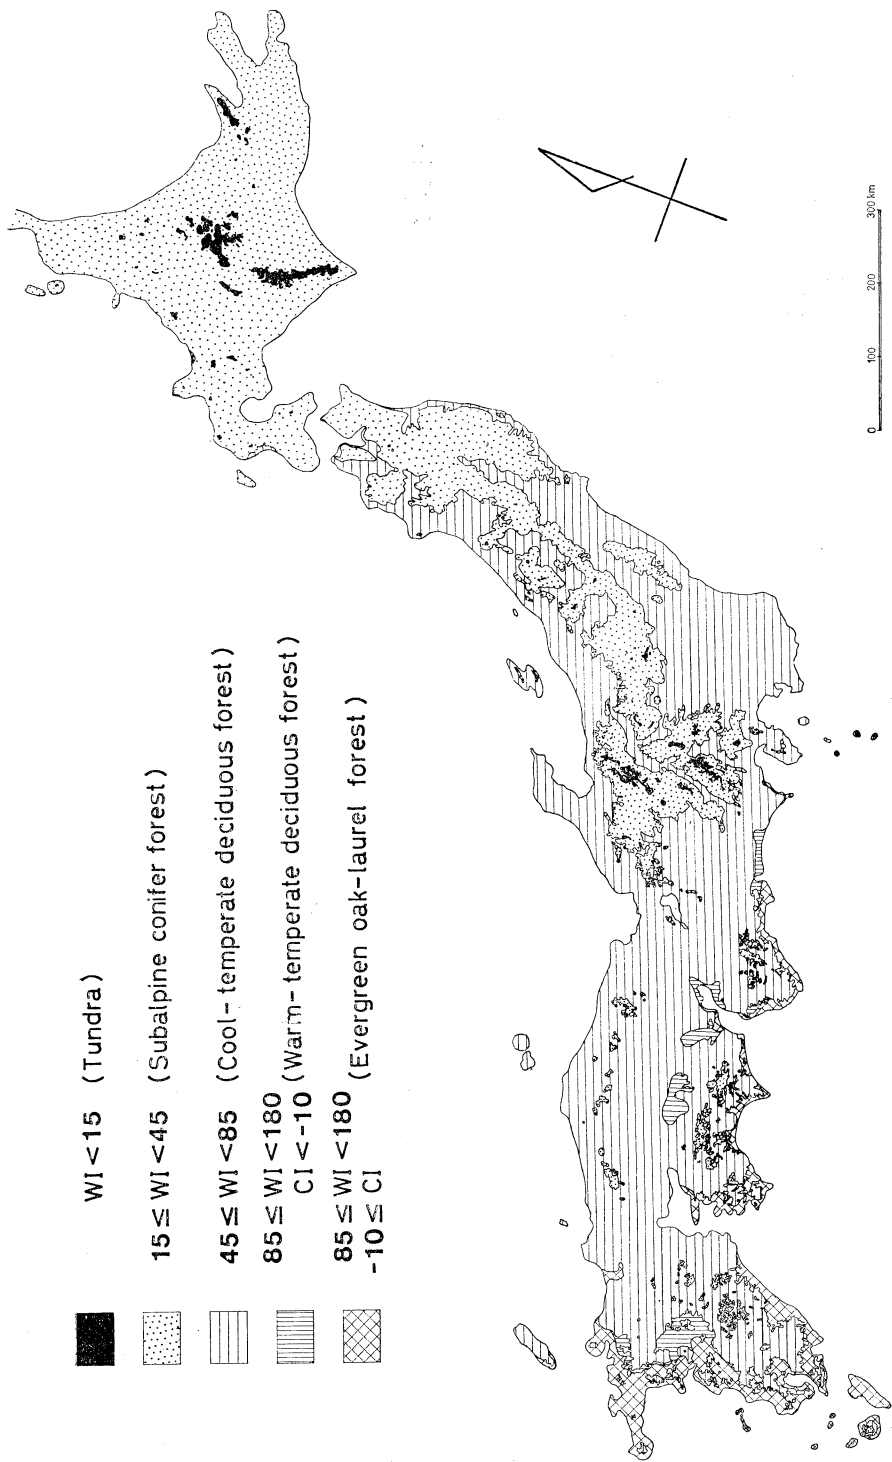 WI < 15 (Tundra)
15 ≤ WI < 45 (Subalpine conifer forest)
45 ≤ WI < 85 (Cool-temperate deciduous forest)
85 ≤ WI < 180
CI < -10 (Warm-temperate deciduous forest)
85 ≤ WI < 180
-10 ≤ CI (Evergreen oak-laurel forest)
0 100 200 300 km